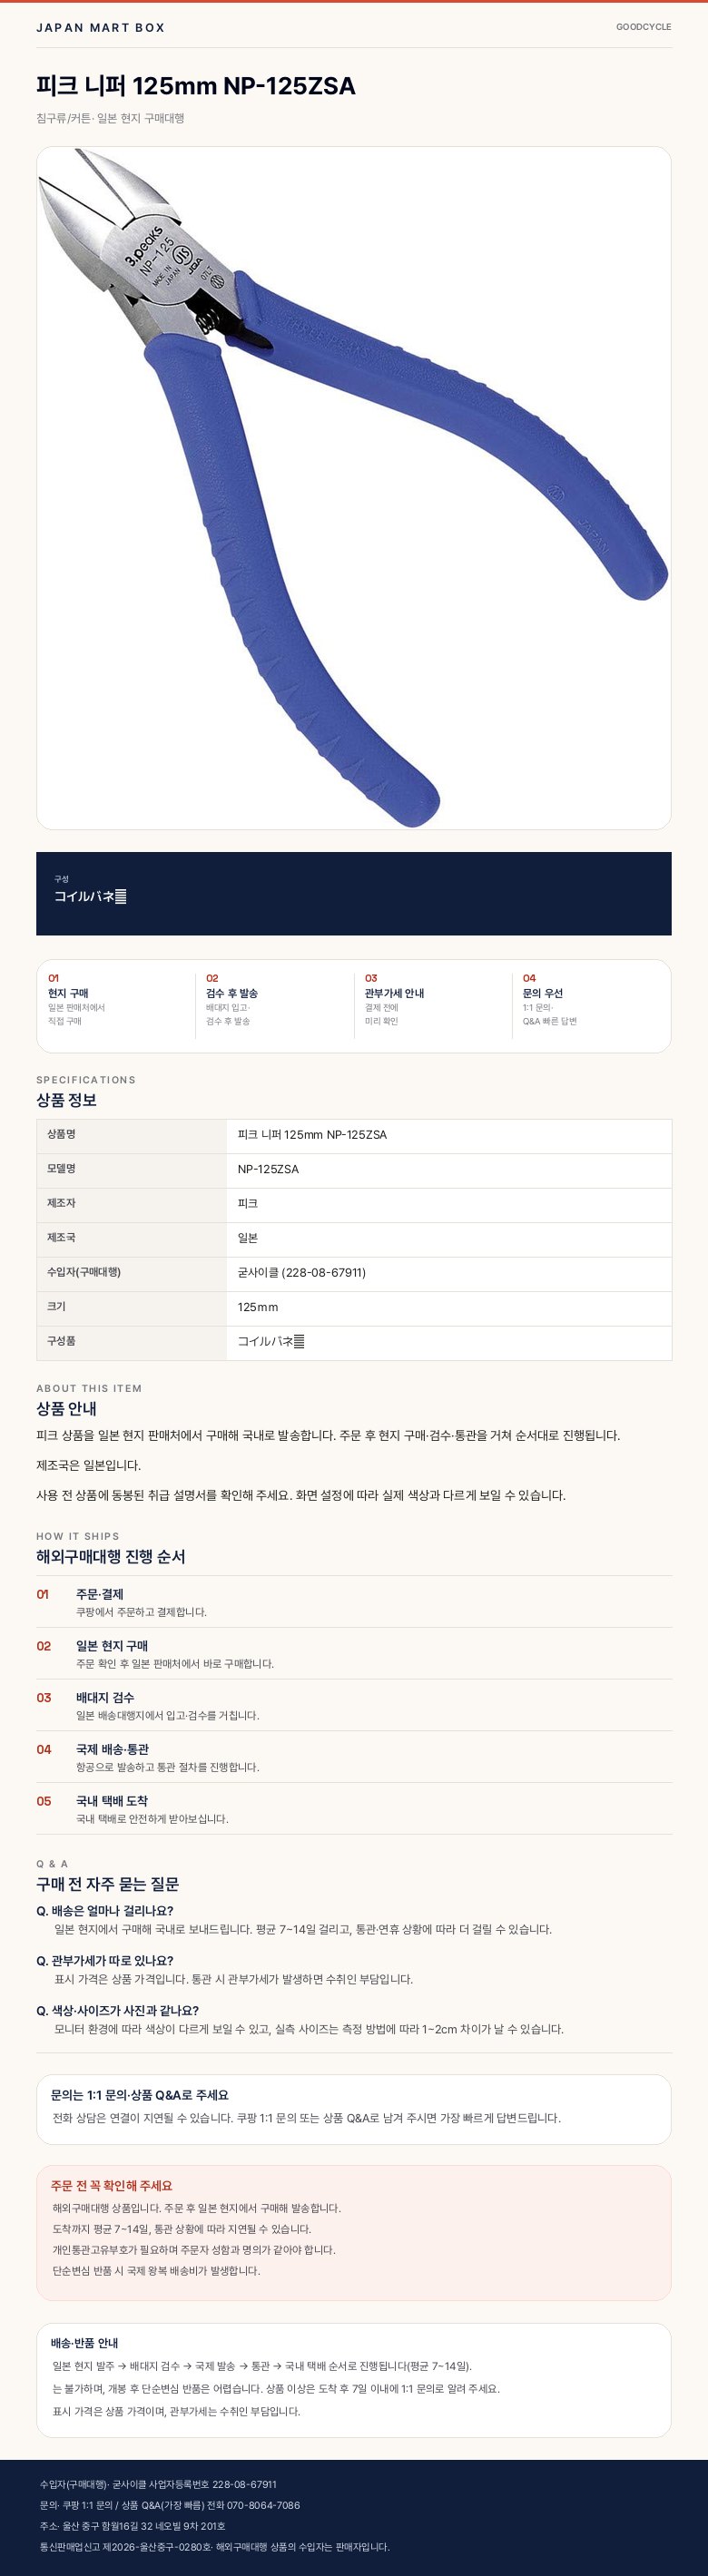 JAPAN MART BOX
GOODCYCLE
피크 니퍼 125mm NP-125ZSA
침구류/커튼· 일본 현지 구매대행
3.peaks
NP-125
MADE IN JAPAN
JIS
JQA
07LT
THREE PEAKS
JAPAN
구성
コイルバネ
01
현지 구매
일본 판매처에서
직접 구매
02
검수 후 발송
배대지 입고·
검수 후 발송
03
관부가세 안내
결제 전에
미리 확인
04
문의 우선
1:1 문의·
Q&A 빠른 답변
SPECIFICATIONS
상품 정보
상품명 피크 니퍼 125mm NP-125ZSA
모델명 NP-125ZSA
제조자 피크
제조국 일본
수입자(구매대행) 굳사이클 (228-08-67911)
크기 125mm
구성품 コイルバネ
ABOUT THIS ITEM
상품 안내
피크 상품을 일본 현지 판매처에서 구매해 국내로 발송합니다. 주문 후 현지 구매·검수·통관을 거쳐 순서대로 진행됩니다.
제조국은 일본입니다.
사용 전 상품에 동봉된 취급 설명서를 확인해 주세요. 화면 설정에 따라 실제 색상과 다르게 보일 수 있습니다.
HOW IT SHIPS
해외구매대행 진행 순서
01 주문·결제
쿠팡에서 주문하고 결제합니다.
02 일본 현지 구매
주문 확인 후 일본 판매처에서 바로 구매합니다.
03 배대지 검수
일본 배송대행지에서 입고·검수를 거칩니다.
04 국제 배송·통관
항공으로 발송하고 통관 절차를 진행합니다.
05 국내 택배 도착
국내 택배로 안전하게 받아보십니다.
Q & A
구매 전 자주 묻는 질문
Q. 배송은 얼마나 걸리나요?
일본 현지에서 구매해 국내로 보내드립니다. 평균 7~14일 걸리고, 통관·연휴 상황에 따라 더 걸릴 수 있습니다.
Q. 관부가세가 따로 있나요?
표시 가격은 상품 가격입니다. 통관 시 관부가세가 발생하면 수취인 부담입니다.
Q. 색상·사이즈가 사진과 같나요?
모니터 환경에 따라 색상이 다르게 보일 수 있고, 실측 사이즈는 측정 방법에 따라 1~2cm 차이가 날 수 있습니다.
문의는 1:1 문의·상품 Q&A로 주세요
전화 상담은 연결이 지연될 수 있습니다. 쿠팡 1:1 문의 또는 상품 Q&A로 남겨 주시면 가장 빠르게 답변드립니다.
주문 전 꼭 확인해 주세요
해외구매대행 상품입니다. 주문 후 일본 현지에서 구매해 발송합니다.
도착까지 평균 7~14일, 통관 상황에 따라 지연될 수 있습니다.
개인통관고유부호가 필요하며 주문자 성함과 명의가 같아야 합니다.
단순변심 반품 시 국제 왕복 배송비가 발생합니다.
배송·반품 안내
일본 현지 발주 → 배대지 검수 → 국제 발송 → 통관 → 국내 택배 순서로 진행됩니다(평균 7~14일).
는 불가하며, 개봉 후 단순변심 반품은 어렵습니다. 상품 이상은 도착 후 7일 이내에 1:1 문의로 알려 주세요.
표시 가격은 상품 가격이며, 관부가세는 수취인 부담입니다.
수입자(구매대행)· 굳사이클 사업자등록번호 228-08-67911
문의· 쿠팡 1:1 문의 / 상품 Q&A(가장 빠름) 전화 070-8064-7086
주소· 울산 중구 함월16길 32 네오빌 9차 201호
통신판매업신고 제2026-울산중구-0280호· 해외구매대행 상품의 수입자는 판매자입니다.